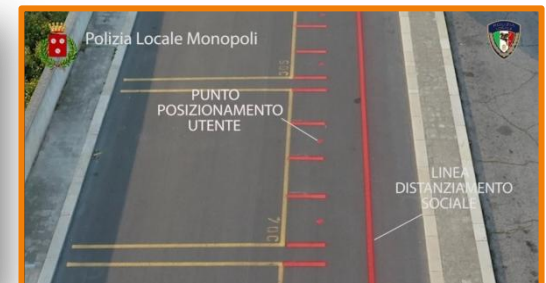 Polizia Locale Monopoli
PUNTO
POSIZIONAMENTO
UTENTE
LINEA
DISTANZIAMENTO
SOCIALE